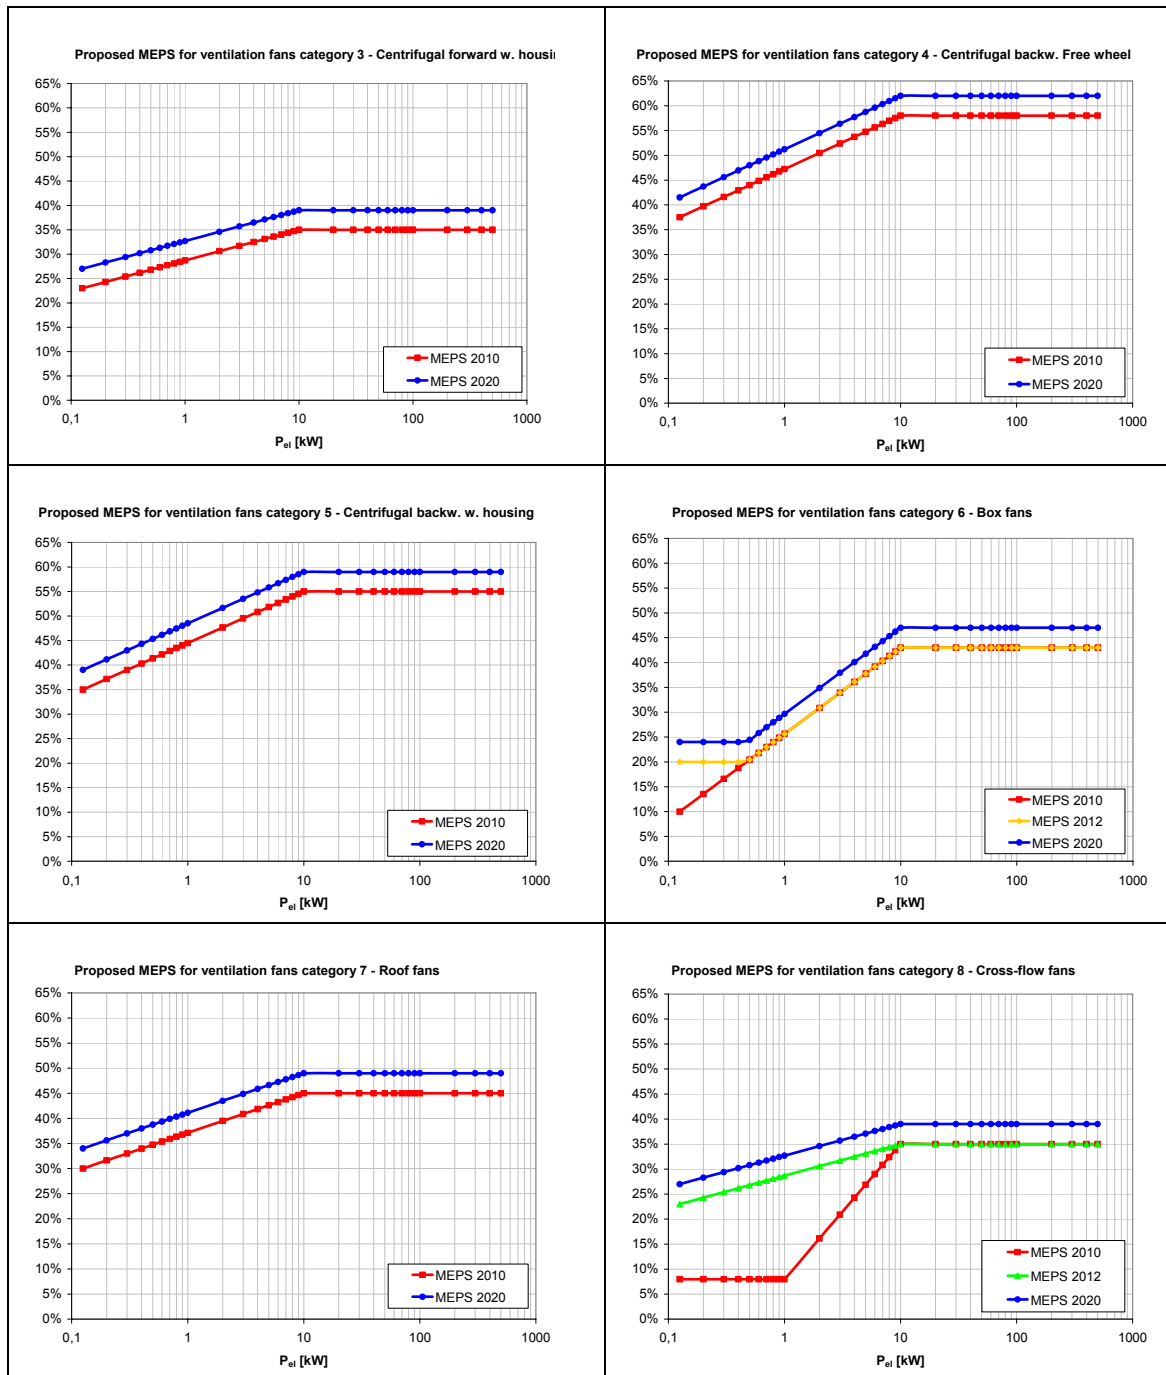 Proposed MEPS for ventilation fans category 3 - Centrifugal forward w. housi
65%
60%
55%
50%
45%
40%
35%
30%
25%
20%
15%
10%
5%
0%
MEPS 2010
MEPS 2020
0,1 1 10 100 1000
Pel [kW]
Proposed MEPS for ventilation fans category 4 - Centrifugal backw. Free wheel
65%
60%
55%
50%
45%
40%
35%
30%
25%
20%
15%
10%
5%
0%
MEPS 2010
MEPS 2020
0,1 1 10 100 1000
Pel [kW]
Proposed MEPS for ventilation fans category 5 - Centrifugal backw. w. housing
65%
60%
55%
50%
45%
40%
35%
30%
25%
20%
15%
10%
5%
0%
MEPS 2010
MEPS 2020
0,1 1 10 100 1000
Pel [kW]
Proposed MEPS for ventilation fans category 6 - Box fans
65%
60%
55%
50%
45%
40%
35%
30%
25%
20%
15%
10%
5%
0%
MEPS 2010
MEPS 2012
MEPS 2020
0,1 1 10 100 1000
Pel [kW]
Proposed MEPS for ventilation fans category 7 - Roof fans
65%
60%
55%
50%
45%
40%
35%
30%
25%
20%
15%
10%
5%
0%
MEPS 2010
MEPS 2020
0,1 1 10 100 1000
Pel [kW]
Proposed MEPS for ventilation fans category 8 - Cross-flow fans
65%
60%
55%
50%
45%
40%
35%
30%
25%
20%
15%
10%
5%
0%
MEPS 2010
MEPS 2012
MEPS 2020
0,1 1 10 100 1000
Pel [kW]